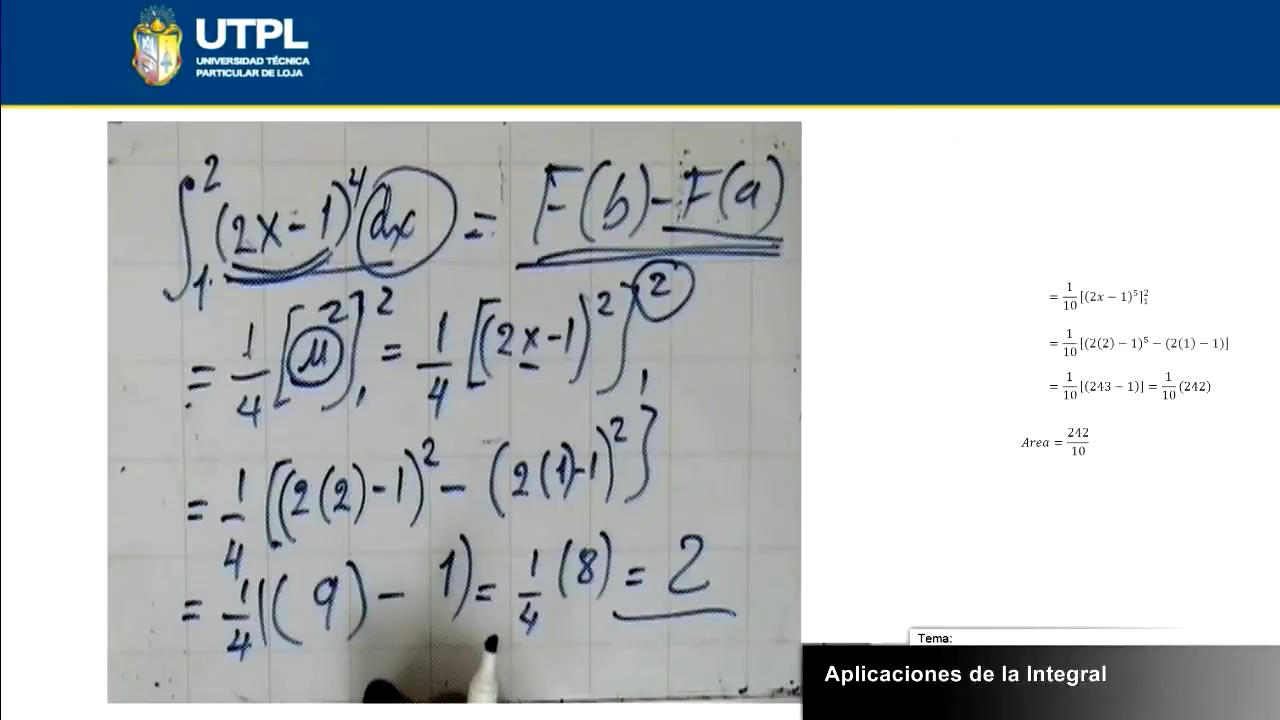 UTPL
UNIVERSIDAD TÉCNICA
PARTICULAR DE LOJA
∫₁² (2x-1)⁴ dx = F(b)-F(a)
= 1/4 [u²]₁² = 1/4 [(2x-1)²]₁²
= 1/4 [(2(2)-1)² - (2(1)-1)²]
= 1/4 [(9) - 1) = 1/4 (8) = 2
= 1/10 [(2x − 1)⁵]₁²
= 1/10 [(2(2) − 1)⁵ − (2(1) − 1)]
= 1/10 [(243 − 1)] = 1/10 (242)
Area = 242/10
Tema:
Aplicaciones de la Integral